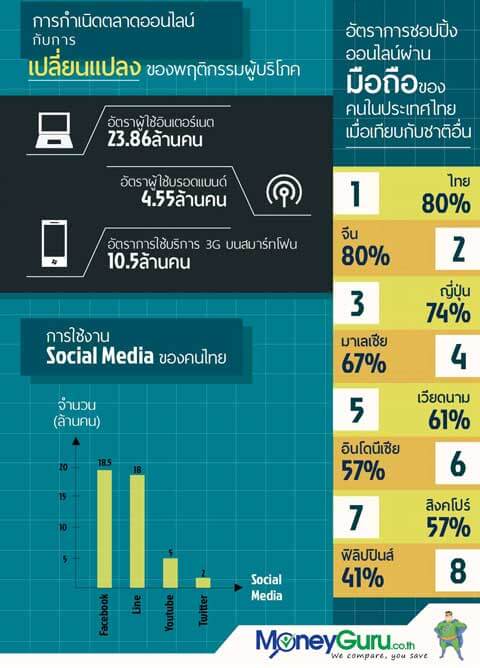 การกำเนิดตลาดออนไลน์
กับการ
เปลี่ยนแปลง ของพฤติกรรมผู้บริโภค
อัตราผู้ใช้อินเตอร์เนต
23.86ล้านคน
อัตราผู้ใช้บรอดแบนด์
4.55ล้านคน
อัตราการใช้บริการ 3G บนสมาร์ทโฟน
10.5ล้านคน
การใช้งาน
Social Media ของคนไทย
จำนวน
(ล้านคน)
20
15
10
5
18.5
18
5
2
Facebook
Line
Youtube
Twitter
Social
Media
อัตราการชอปปิ้ง
ออนไลน์ผ่าน
มือถือของ
คนในประเทศไทย
เมื่อเทียบกับชาติอื่น
1 ไทย
80%
จีน
80% 2
3 ญี่ปุ่น
74%
มาเลเซีย
67% 4
5 เวียดนาม
61%
อินโดนีเซีย
57% 6
7 สิงคโปร์
57%
ฟิลิปปินส์
41% 8
MoneyGuru.co.th
We compare, you save